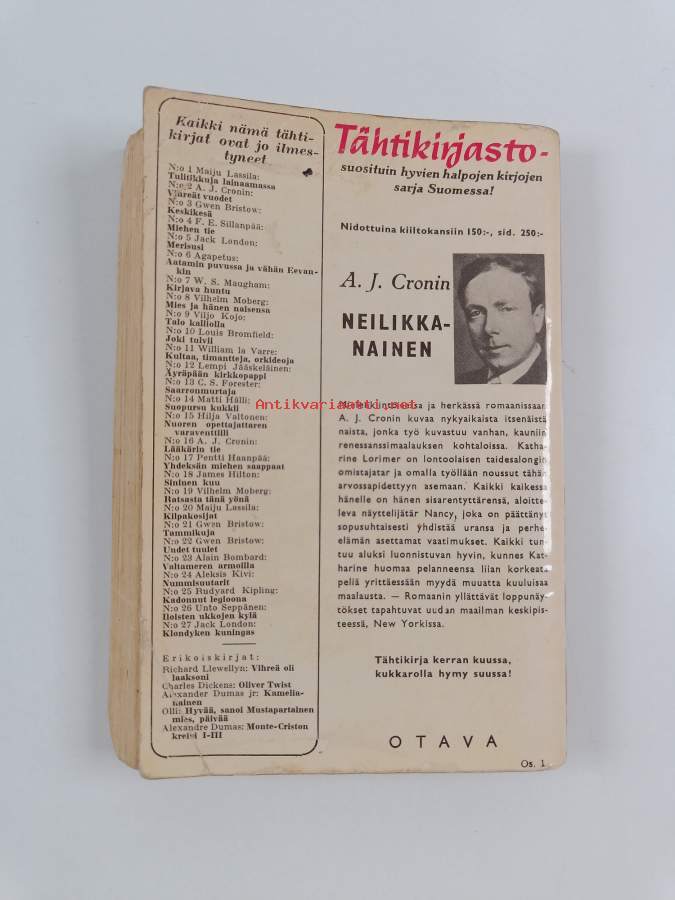 Kaikki nämä tähti-
kirjat ovat jo ilmes-
tyneet
N:o 1 Maiju Lassila:
Tulitikkuja lainaamassa
N:o 2 A. J. Cronin:
Vihreät vuodet
N:o 3 Gwen Bristow:
Keskikesä
N:o 4 F. E. Sillanpää:
Miehen tie
N:o 5 Jack London:
Merisusi
N:o 6 Agapetus:
Aatamin puvussa ja vähän Eevan-
kin
N:o 7 W. S. Maugham:
Kirjava huntu
N:o 8 Vilhelm Moberg:
Mies ja hänen naisensa
N:o 9 Viljo Kojo:
Talo kalliolla
N:o 10 Louis Bromfield:
Joki tulvii
N:o 11 William la Varre:
Kultaa, timantteja, orkideoja
N:o 12 Lempi Jääskeläinen:
Äyräpään kirkkopappi
N:o 13 C. S. Forester:
Saarronmurtaja
N:o 14 Matti Hälli:
Suopursu kukkii
N:o 15 Hilja Valtonen:
Nuoren opettajattaren
varaventtiili
N:o 16 A. J. Cronin:
Lääkärin tie
N:o 17 Pentti Haanpää:
Yhdeksän miehen saappaat
N:o 18 James Hilton:
Sininen kuu
N:o 19 Vilhelm Moberg:
Ratsasta tänä yönä
N:o 20 Maiju Lassila:
Kilpakosijat
N:o 21 Gwen Bristow:
Tammikuja
N:o 22 Gwen Bristow:
Uudet tuulet
N:o 23 Alain Bombard:
Valtameren armoilla
N:o 24 Aleksis Kivi:
Nummisuutarit
N:o 25 Rudyard Kipling:
Kadonnut legioona
N:o 26 Unto Seppänen:
Iloisten ukkojen kylä
N:o 27 Jack London:
Klondyken kuningas
Erikoiskirjat:
Richard Llewellyn: Vihreä oli
laaksoni
Charles Dickens: Oliver Twist
Alexander Dumas jr: Kamelia-
nainen
Olli: Hyvää, sanoi Mustapartainen
mies, päivää
Alexandre Dumas: Monte-Criston
kreivi I-III
Tähtikirjasto-
suosituin hyvien halpojen kirjojen
sarja Suomessa!
Nidottuina kiiltokansiin 150:-, sid. 250:-
A. J. Cronin
NEILIKKA-
NAINEN
Antikvariaatti.net
ja herkässä romaanissaan
A. J. Cronin kuvaa nykyaikaista itsenäistä
naista, jonka työ kuvastuu vanhan, kauniin
renessanssimaalauksen kohtaloissa. Katha-
rine Lorimer on lontoolaisen taidesalongin
omistajatar ja omalla työllään noussut tähän
arvossapidettyyn asemaan. Kaikki kaikessa
hänelle on hänen sisarentyttärensä, aloitte-
leva näyttelijätär Nancy, joka on päättänyt
sopusuhtaisesti yhdistää uransa ja perhe-
elämän asettamat vaatimukset. Kaikki tun-
tuu aluksi luonnistuvan hyvin, kunnes Kat-
harine huomaa pelanneensa liian korkeata
peliä yrittäessään myydä muuatta kuuluisaa
maalausta. — Romaanin yllättävät loppunäy-
tökset tapahtuvat uudan maailman keskipis-
teessä, New Yorkissa.
Tähtikirja kerran kuussa,
kukkarolla hymy suussa!
OTAVA
Os. 1